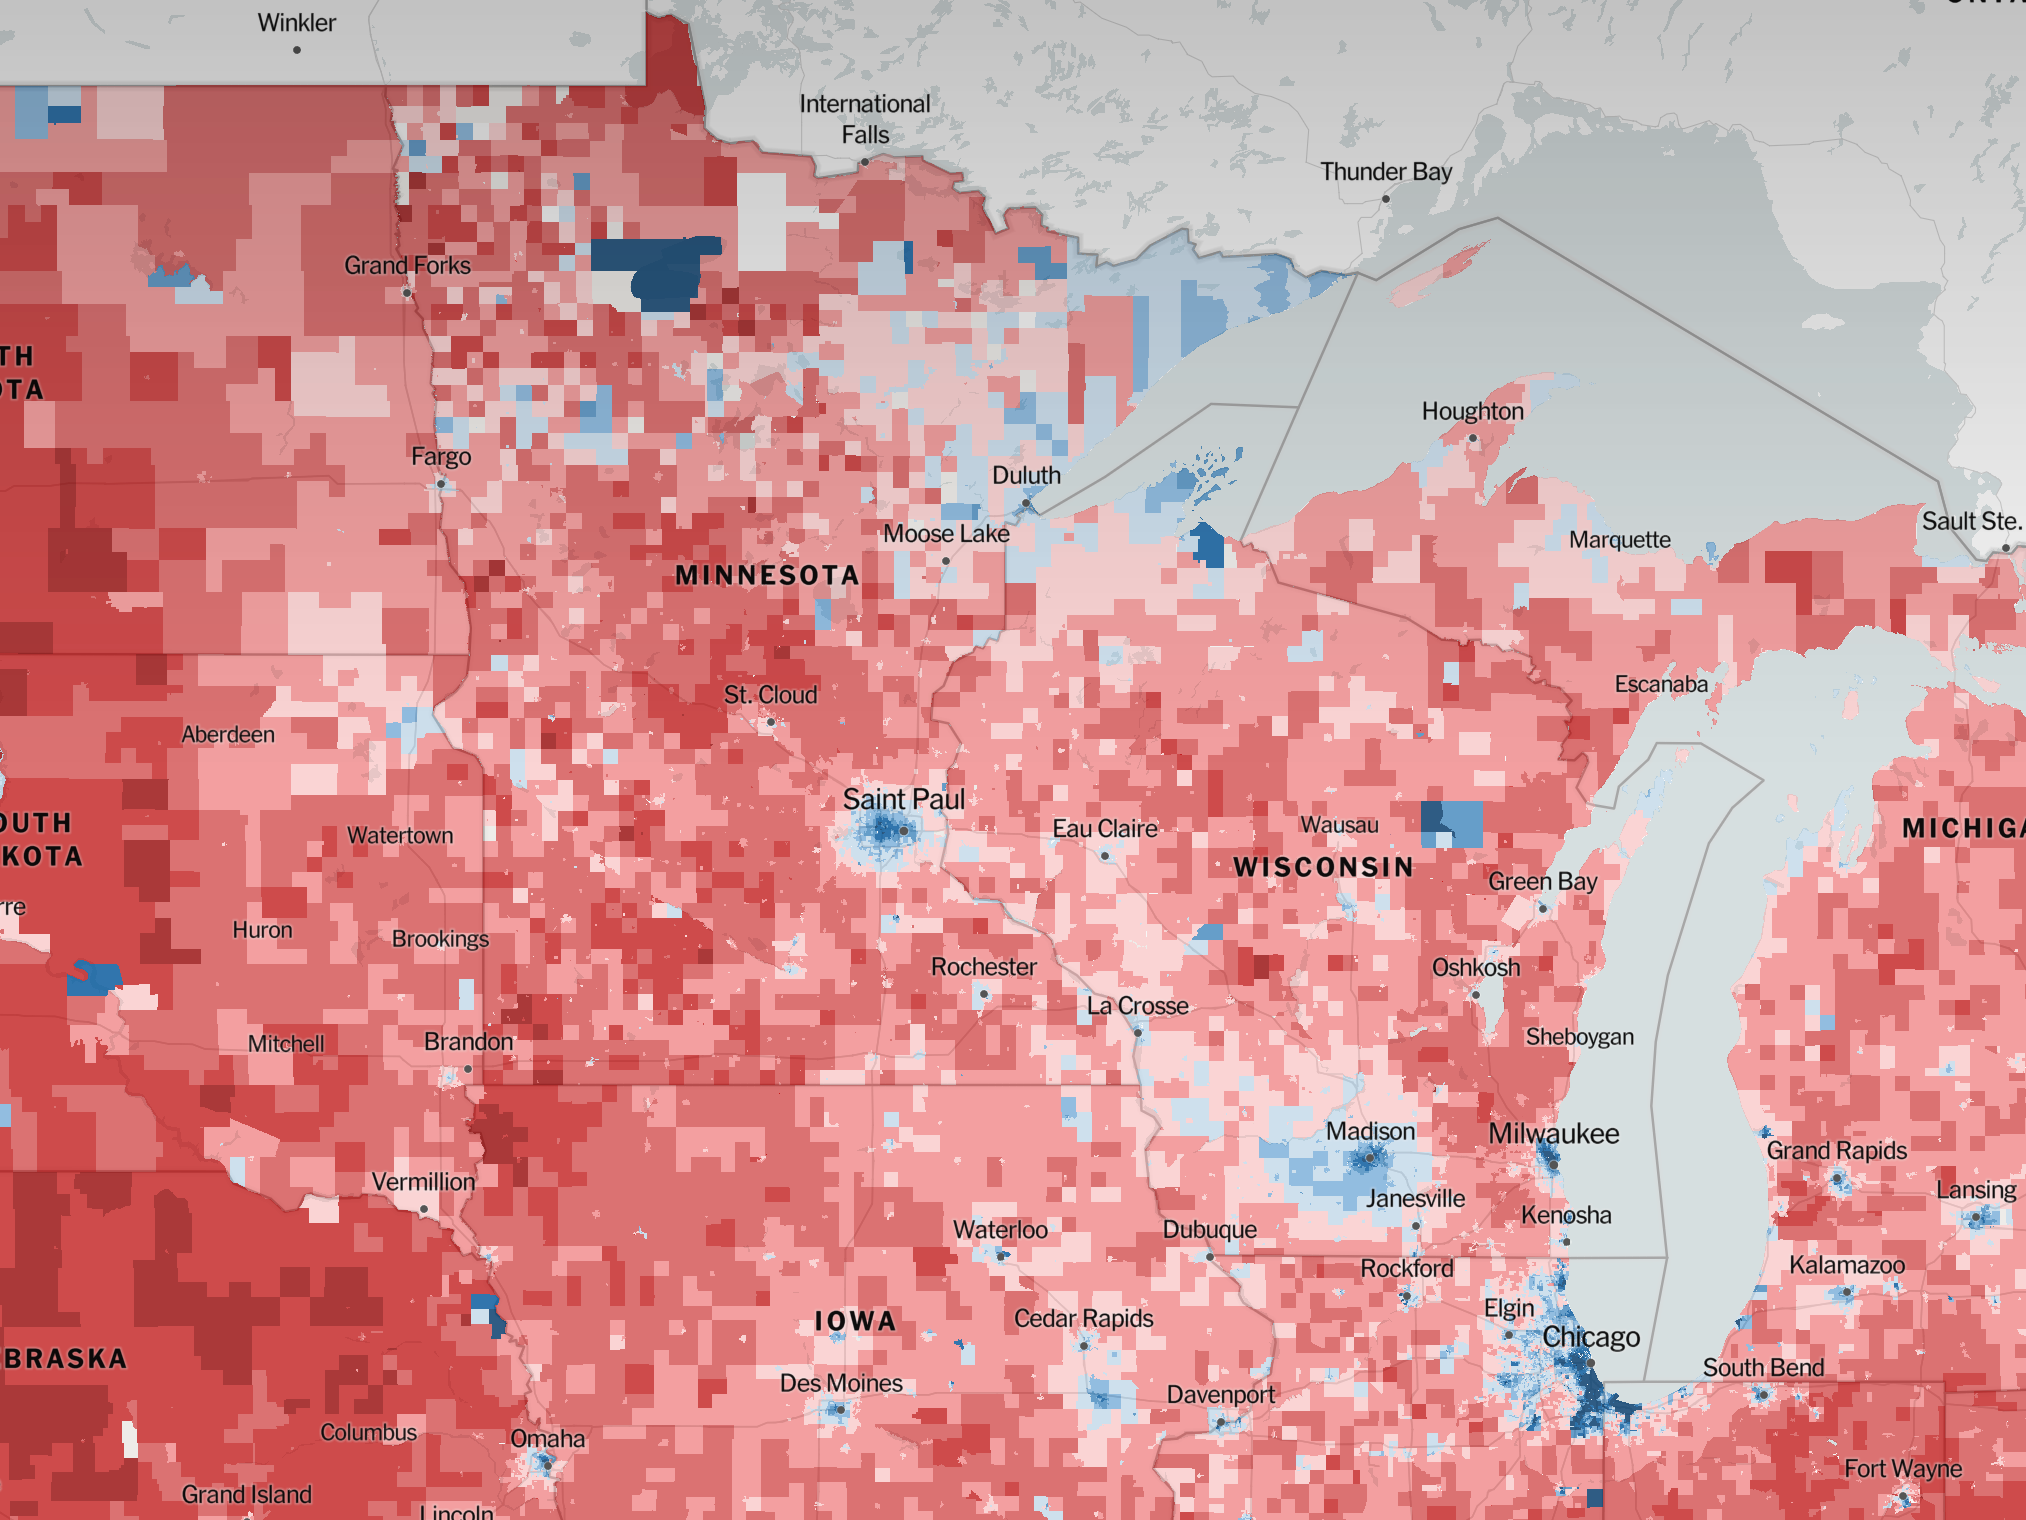 Winkler
International
Falls
Thunder Bay
Grand Forks
Houghton
Fargo
Duluth
Moose Lake
Marquette
Sault Ste.
MINNESOTA
St. Cloud
Escanaba
Aberdeen
Saint Paul
Watertown
Eau Claire
Wausau
WISCONSIN
Green Bay
Huron
Brookings
Rochester
Oshkosh
La Crosse
Mitchell
Brandon
Sheboygan
Madison
Milwaukee
Grand Rapids
Vermillion
Janesville
Lansing
Waterloo
Dubuque
Kenosha
Rockford
Kalamazoo
IOWA
Cedar Rapids
Elgin
Chicago
South Bend
Des Moines
Davenport
Columbus
Omaha
Fort Wayne
Grand Island
Lincoln
TH
OTA
OUTH
KOTA
MICHIGA
rre
BRASKA